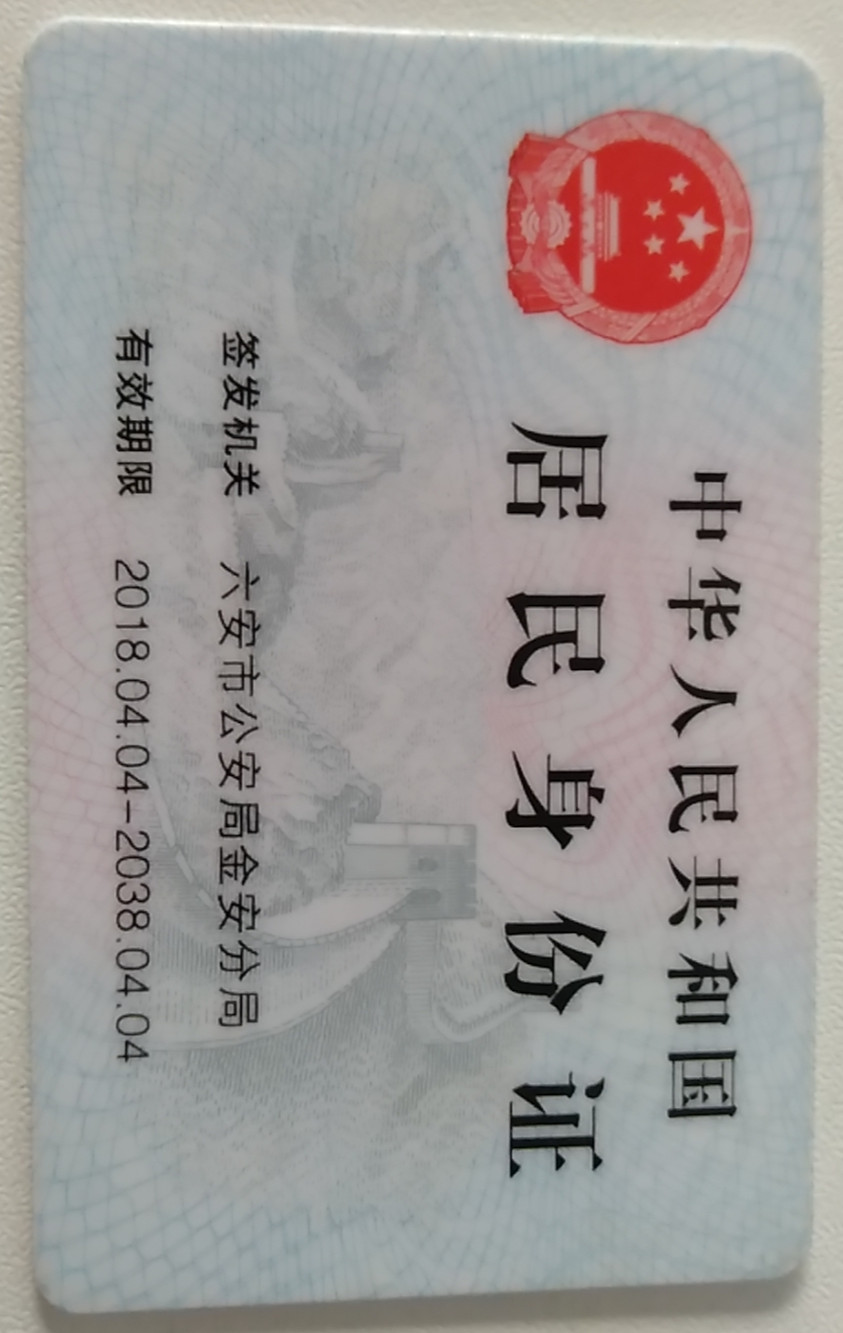 中华人民共和国
居民身份证
签发机关 六安市公安局金安分局
有效期限 2018.04.04-2038.04.04